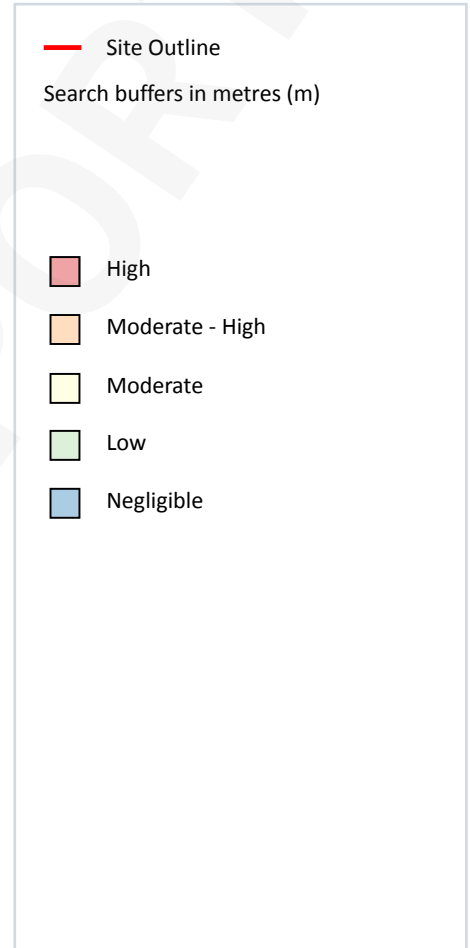 Site Outline
Search buffers in metres (m)
High
Moderate - High
Moderate
Low
Negligible